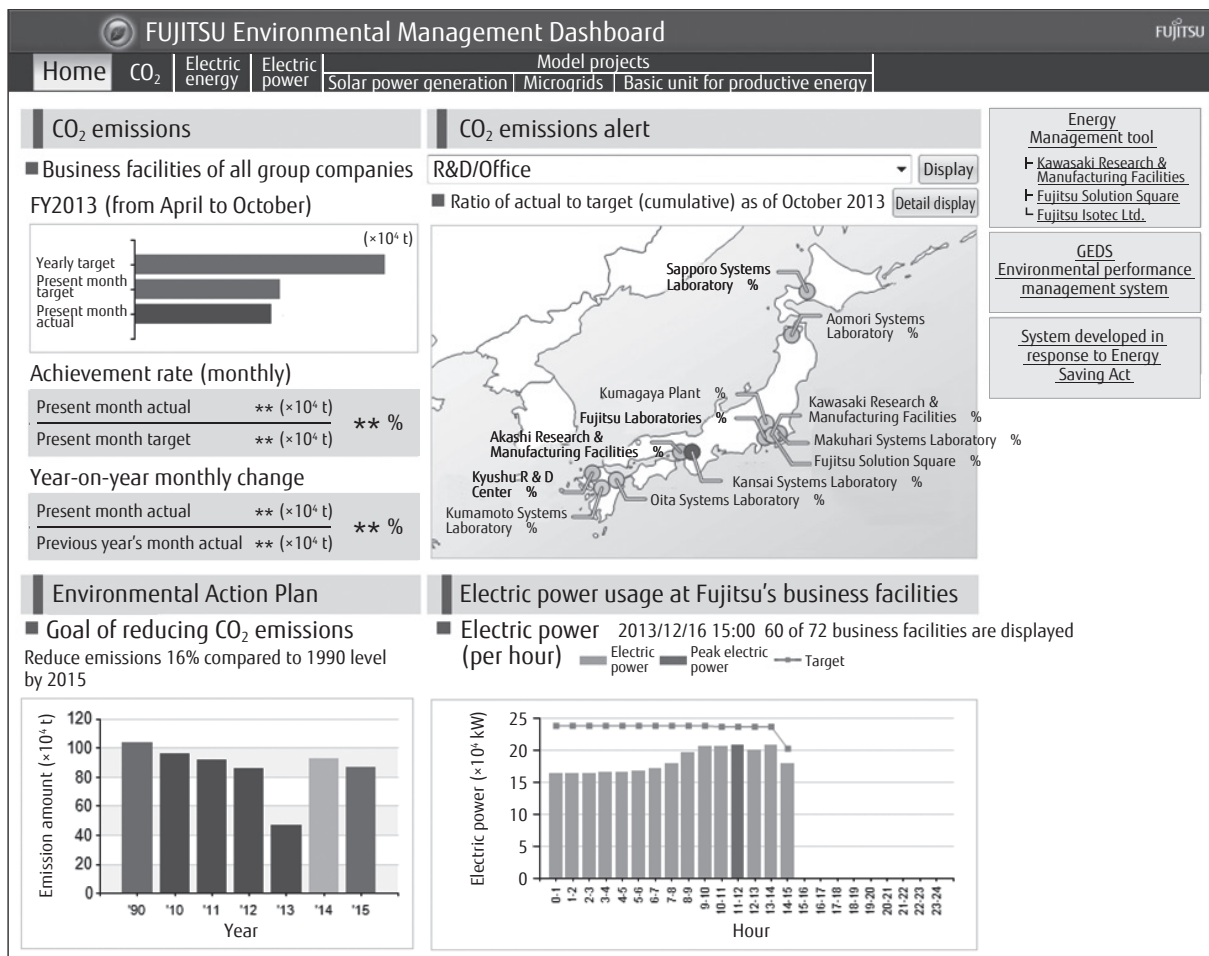 FUJITSU Environmental Management Dashboard
FUJITSU
Home
CO₂
Electric energy
Electric power
Model projects
Solar power generation
Microgrids
Basic unit for productive energy
CO₂ emissions
Business facilities of all group companies
FY2013 (from April to October)
(×10⁴ t)
Yearly target
Present month
target
Present month
actual
Achievement rate (monthly)
Present month actual ** (×10⁴ t)
Present month target ** (×10⁴ t)
** %
Year-on-year monthly change
Present month actual ** (×10⁴ t)
Previous year's month actual ** (×10⁴ t)
** %
CO₂ emissions alert
R&D/Office
Display
Ratio of actual to target (cumulative) as of October 2013
Detail display
Sapporo Systems
Laboratory %
Aomori Systems
Laboratory %
Kumagaya Plant %
Kawasaki Research &
Manufacturing Facilities %
Fujitsu Laboratories %
Makuhari Systems Laboratory %
Akashi Research &
Manufacturing Facilities %
Fujitsu Solution Square %
Kansai Systems Laboratory %
Kyushu R & D
Center %
Oita Systems Laboratory %
Kumamoto Systems
Laboratory %
Energy
Management tool
Kawasaki Research &
Manufacturing Facilities
Fujitsu Solution Square
Fujitsu Isotec Ltd.
GEDS
Environmental performance
management system
System developed in
response to Energy
Saving Act
Environmental Action Plan
Goal of reducing CO₂ emissions
Reduce emissions 16% compared to 1990 level
by 2015
Emission amount (×10⁴ t)
120
100
80
60
40
20
0
'90 '10 '11 '12 '13 '14 '15
Year
Electric power usage at Fujitsu's business facilities
Electric power
(per hour)
2013/12/16 15:00 60 of 72 business facilities are displayed
Electric
power
Peak electric
power
Target
Electric power (×10⁴ kW)
25
20
15
10
5
0
0-1 1-2 2-3 3-4 4-5 5-6 6-7 7-8 8-9 9-10 10-11 11-12 12-13 13-14 14-15 15-16 16-17 17-18 18-19 19-20 20-21 21-22 22-23 23-24
Hour